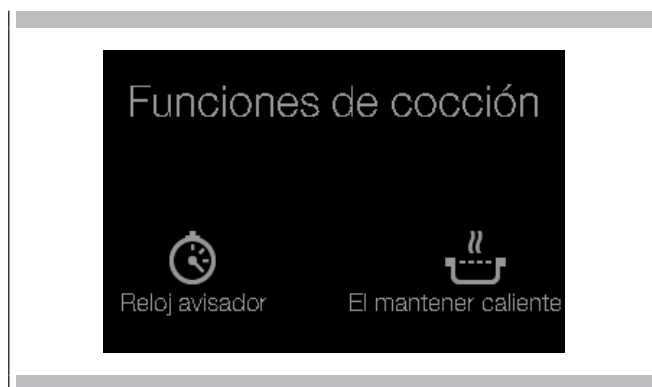 Funciones de cocción
Reloj avisador
El mantener caliente